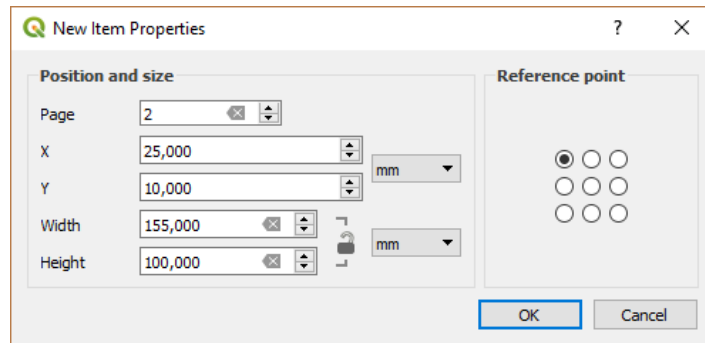 New Item Properties
?
Position and size
Reference point
Page
2
X
25,000
mm
Y
10,000
Width
155,000
mm
Height
100,000
OK
Cancel